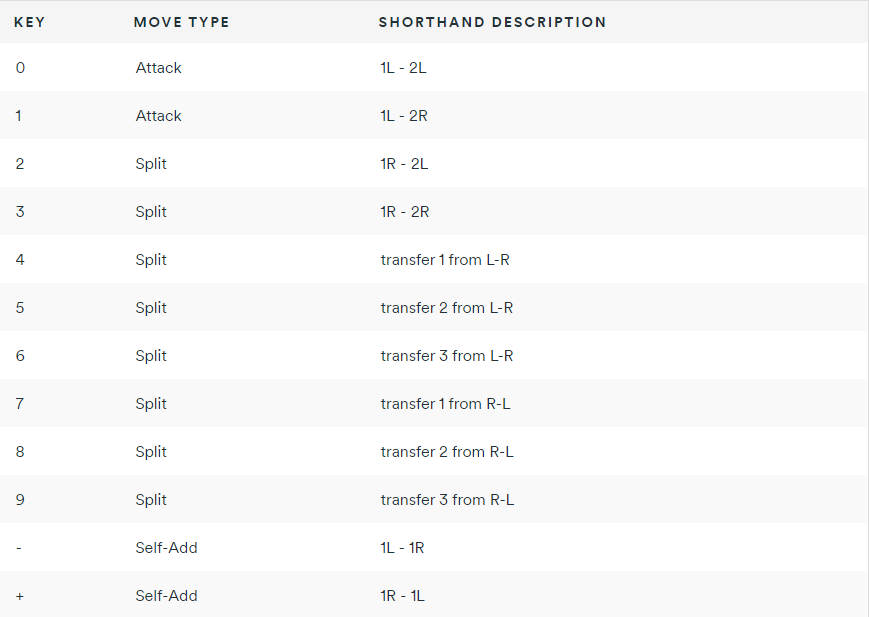 KEY MOVE TYPE SHORTHAND DESCRIPTION
0 Attack 1L - 2L
1 Attack 1L - 2R
2 Split 1R - 2L
3 Split 1R - 2R
4 Split transfer 1 from L-R
5 Split transfer 2 from L-R
6 Split transfer 3 from L-R
7 Split transfer 1 from R-L
8 Split transfer 2 from R-L
9 Split transfer 3 from R-L
- Self-Add 1L - 1R
+ Self-Add 1R - 1L